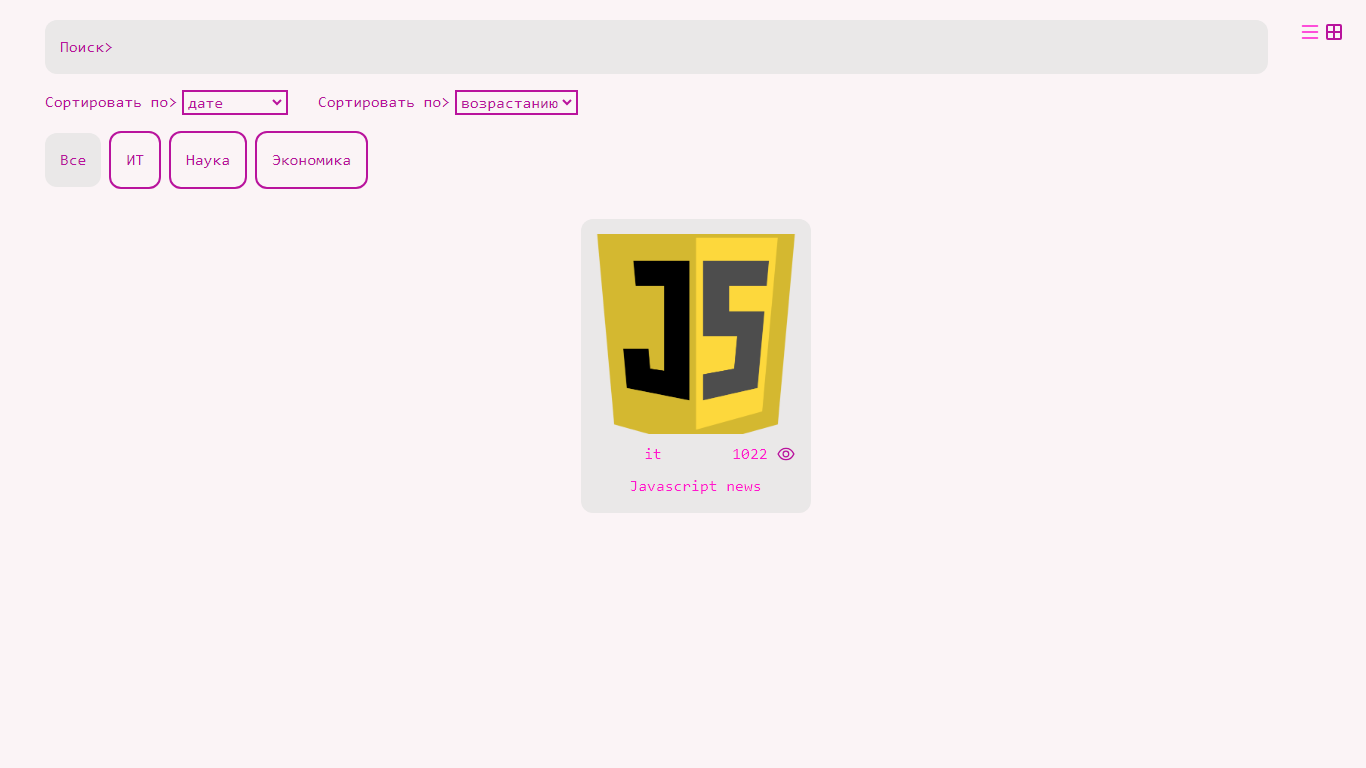 Поиск>
Сортировать по> дате Сортировать по> возрастанию
Все ИТ Наука Экономика
JS
it 1022
Javascript news